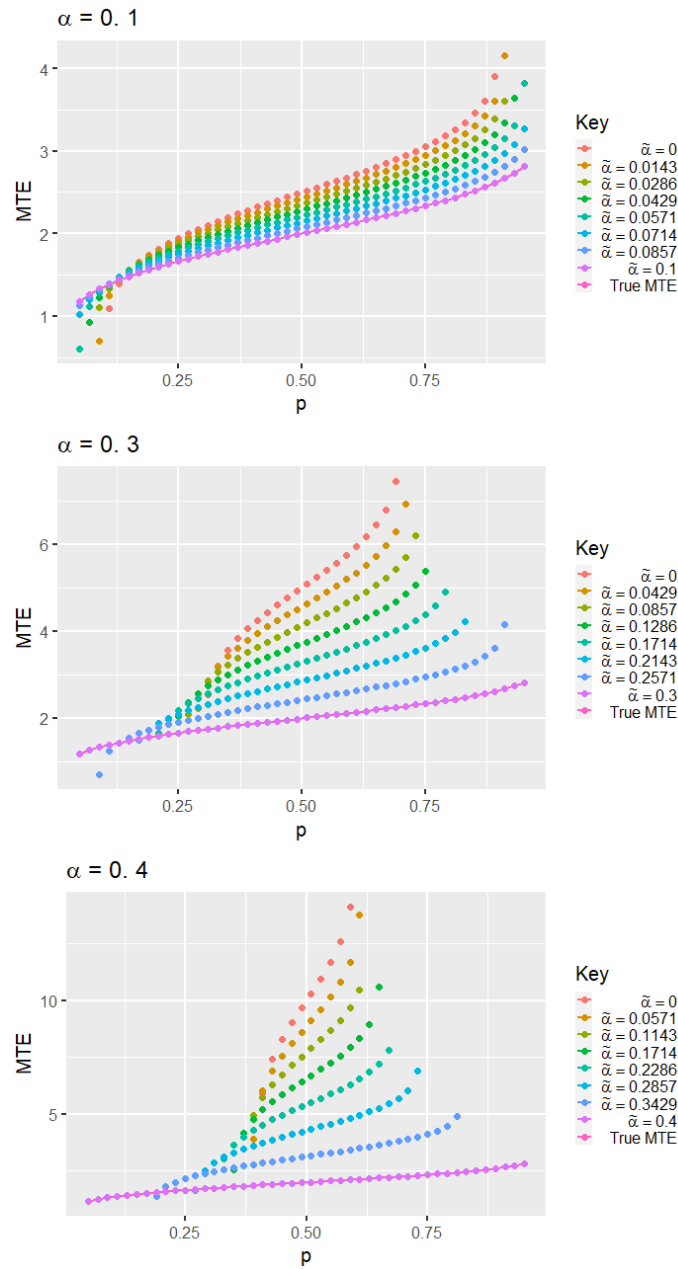 α = 0. 1
MTE
4
3
2
1
0.25
0.50
0.75
p
Key
α̃ = 0
α̃ = 0.0143
α̃ = 0.0286
α̃ = 0.0429
α̃ = 0.0571
α̃ = 0.0714
α̃ = 0.0857
α̃ = 0.1
True MTE
α = 0. 3
MTE
6
4
2
0.25
0.50
0.75
p
Key
α̃ = 0
α̃ = 0.0429
α̃ = 0.0857
α̃ = 0.1286
α̃ = 0.1714
α̃ = 0.2143
α̃ = 0.2571
α̃ = 0.3
True MTE
α = 0. 4
MTE
10
5
0.25
0.50
0.75
p
Key
α̃ = 0
α̃ = 0.0571
α̃ = 0.1143
α̃ = 0.1714
α̃ = 0.2286
α̃ = 0.2857
α̃ = 0.3429
α̃ = 0.4
True MTE